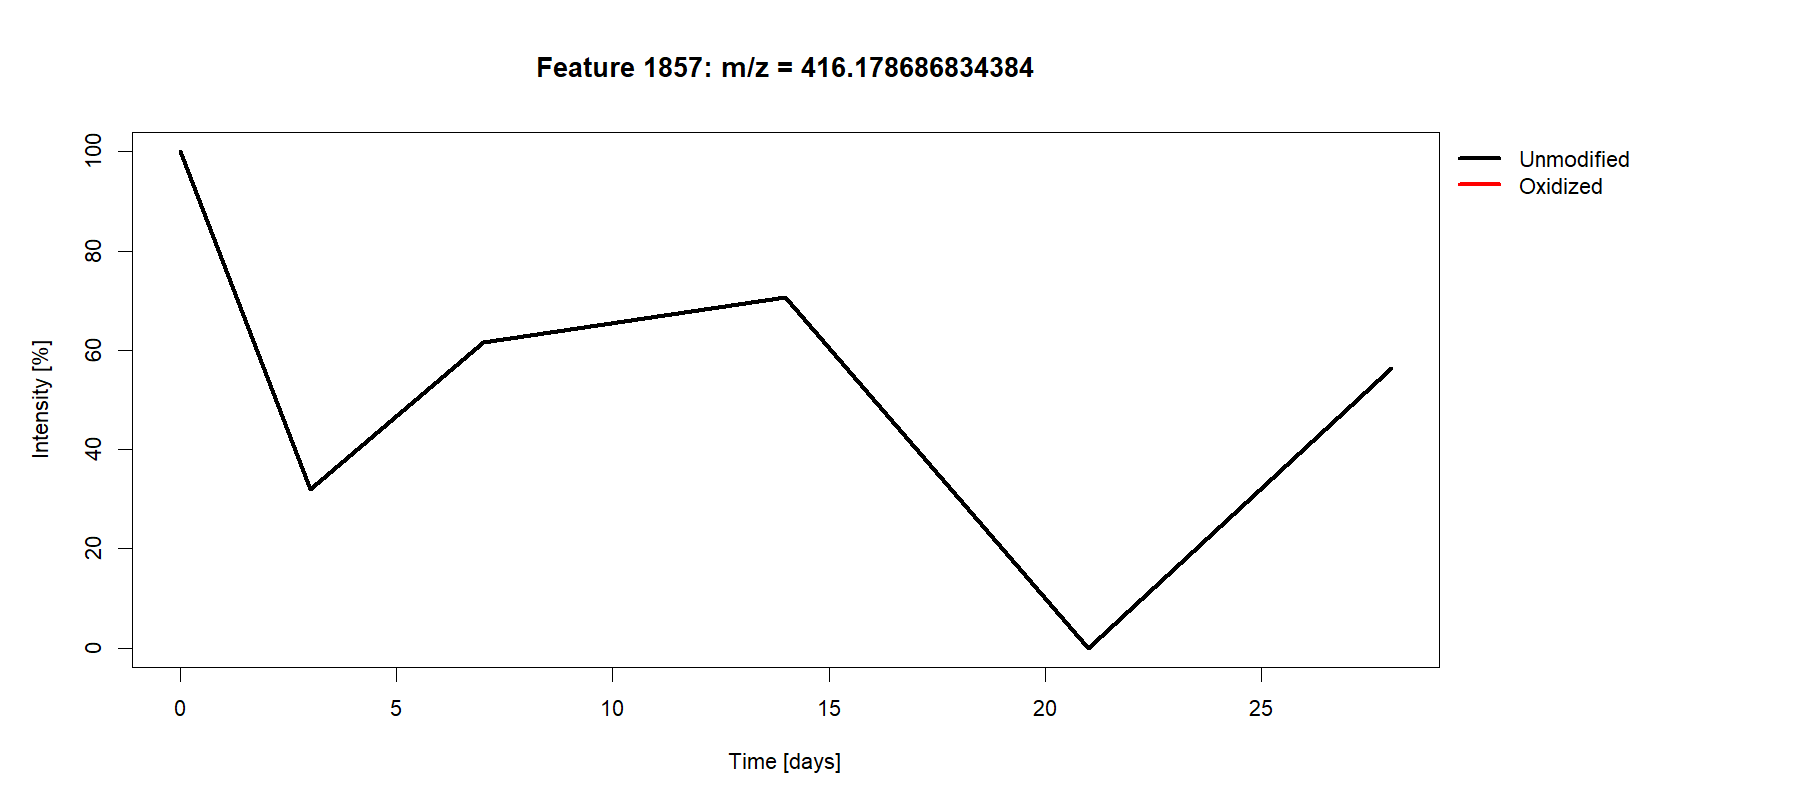 Feature 1857: m/z = 416.178686834384
Unmodified
Oxidized
Intensity [%]
100
80
60
40
20
0
0 5 10 15 20 25
Time [days]